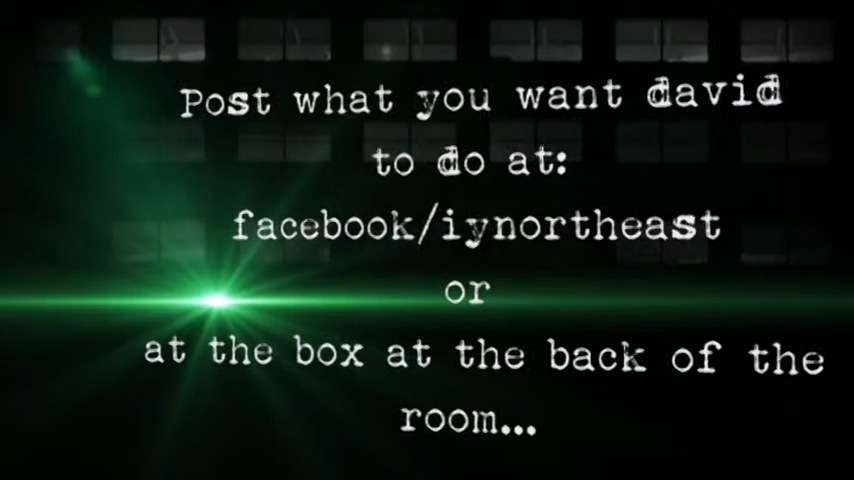 Post what you want david
to do at:
facebook/iynortheast
or
at the box at the back of the
room...